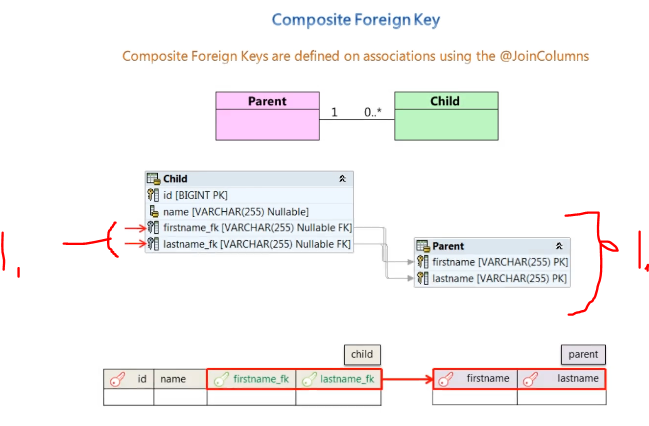 Composite Foreign Key
Composite Foreign Keys are defined on associations using the @JoinColumns
Parent
1
0..*
Child
Child
id [BIGINT PK]
name [VARCHAR(255) Nullable]
firstname_fk [VARCHAR(255) Nullable FK]
lastname_fk [VARCHAR(255) Nullable FK]
Parent
firstname [VARCHAR(255) PK]
lastname [VARCHAR(255) PK]
child
id name firstname_fk lastname_fk
parent
firstname lastname